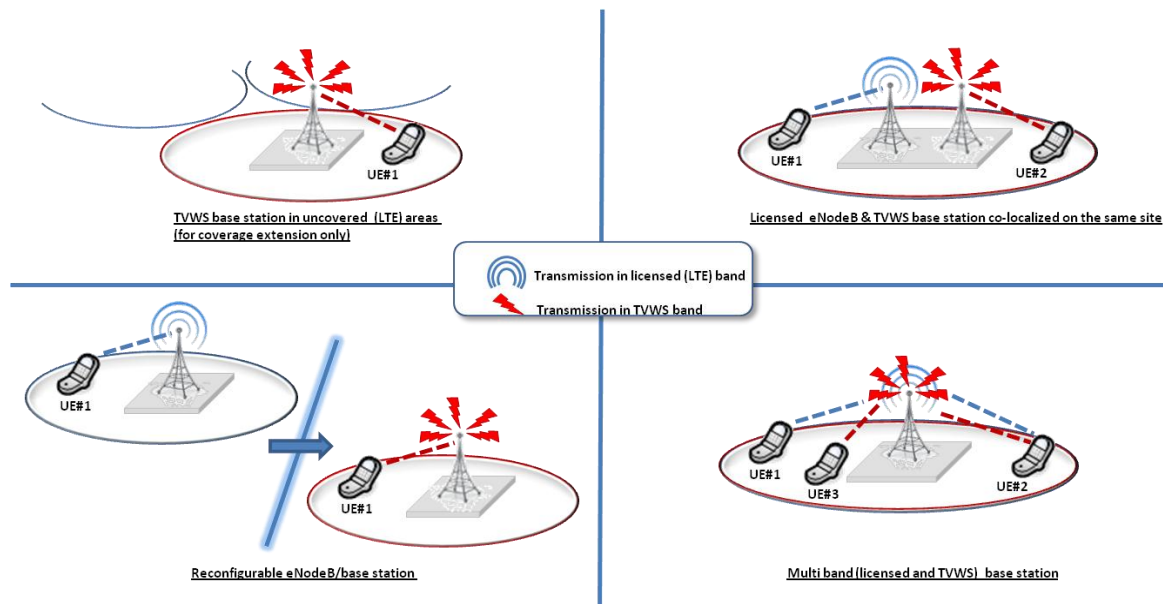 UE#1
TVWS base station in uncovered (LTE) areas
(for coverage extension only)
UE#1
UE#2
Licensed eNodeB & TVWS base station co-localized on the same site
Transmission in licensed (LTE) band
Transmission in TVWS band
UE#1
UE#1
Reconfigurable eNodeB/base station
UE#1
UE#3
UE#2
Multi band (licensed and TVWS) base station